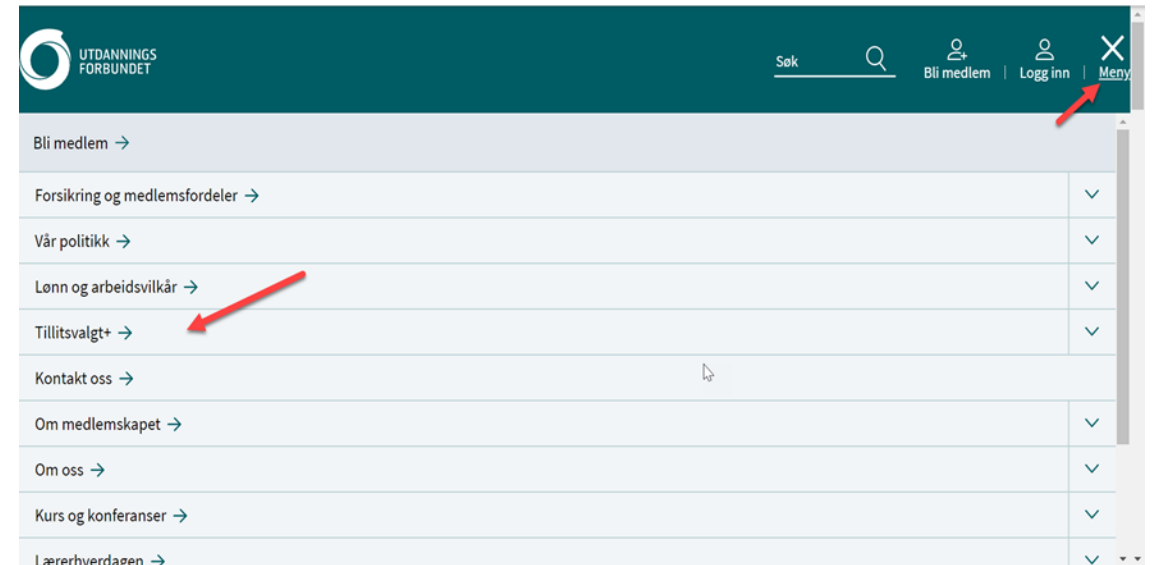 UTDANNINGS
FORBUNDET
Søk
Bli medlem | Logg inn | Meny
Bli medlem →
Forsikring og medlemsfordeler →
Vår politikk →
Lønn og arbeidsvilkår →
Tillitsvalgt+ →
Kontakt oss →
Om medlemskapet →
Om oss →
Kurs og konferanser →
Lærerhverdagen →